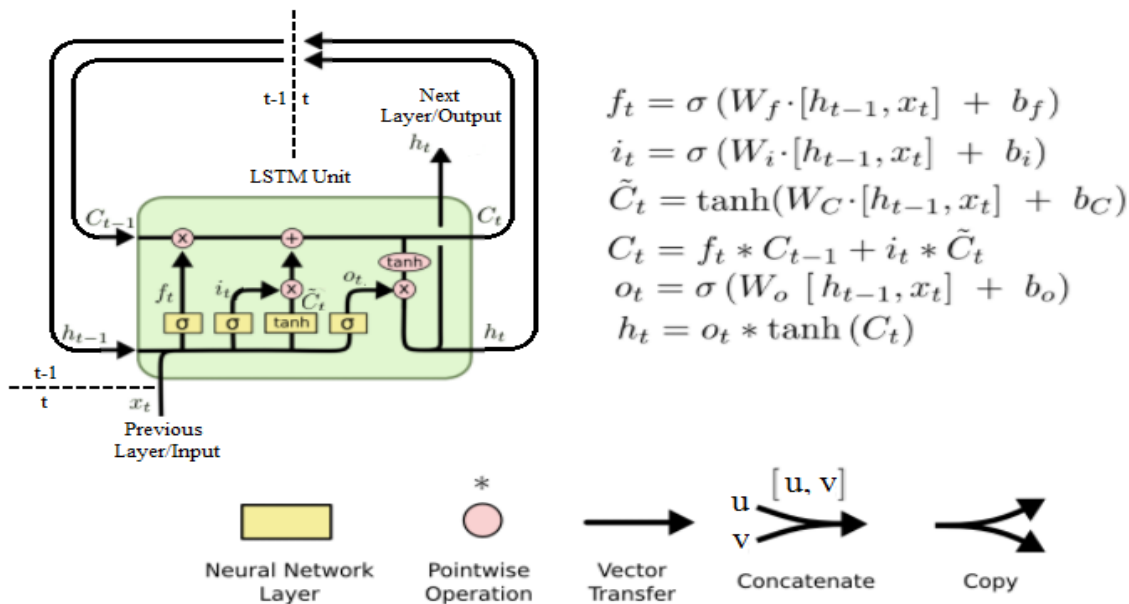 t-1 t
Next
Layer/Output
h_t
LSTM Unit
C_{t-1}
C_t
x
+
tanh
o_t
f_t
i_t
x
C̃_t
x
σ
σ
tanh
σ
h_{t-1}
h_t
t-1
t
x_t
Previous
Layer/Input
f_t = σ (W_f · [h_{t-1}, x_t] + b_f)
i_t = σ (W_i · [h_{t-1}, x_t] + b_i)
C̃_t = tanh(W_C · [h_{t-1}, x_t] + b_C)
C_t = f_t * C_{t-1} + i_t * C̃_t
o_t = σ (W_o [h_{t-1}, x_t] + b_o)
h_t = o_t * tanh (C_t)
*
[u, v]
u
v
Neural Network
Layer
Pointwise
Operation
Vector
Transfer
Concatenate
Copy